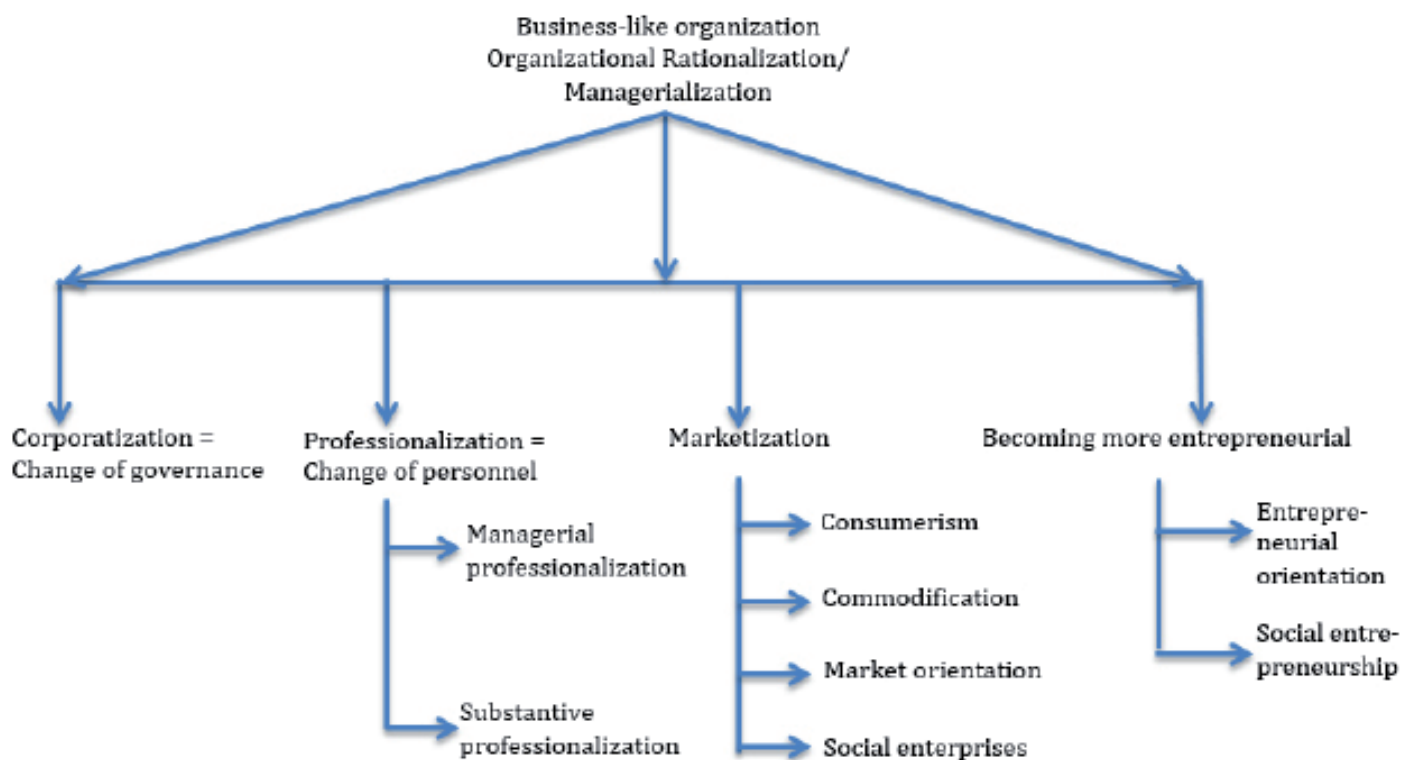 Business-like organization
Organizational Rationalization/
Managerialization
Corporatization =
Change of governance
Professionalization =
Change of personnel
Managerial
professionalization
Substantive
professionalization
Marketization
Consumerism
Commodification
Market orientation
Social enterprises
Becoming more entrepreneurial
Entrepre-
neurial
orientation
Social entre-
preneurship